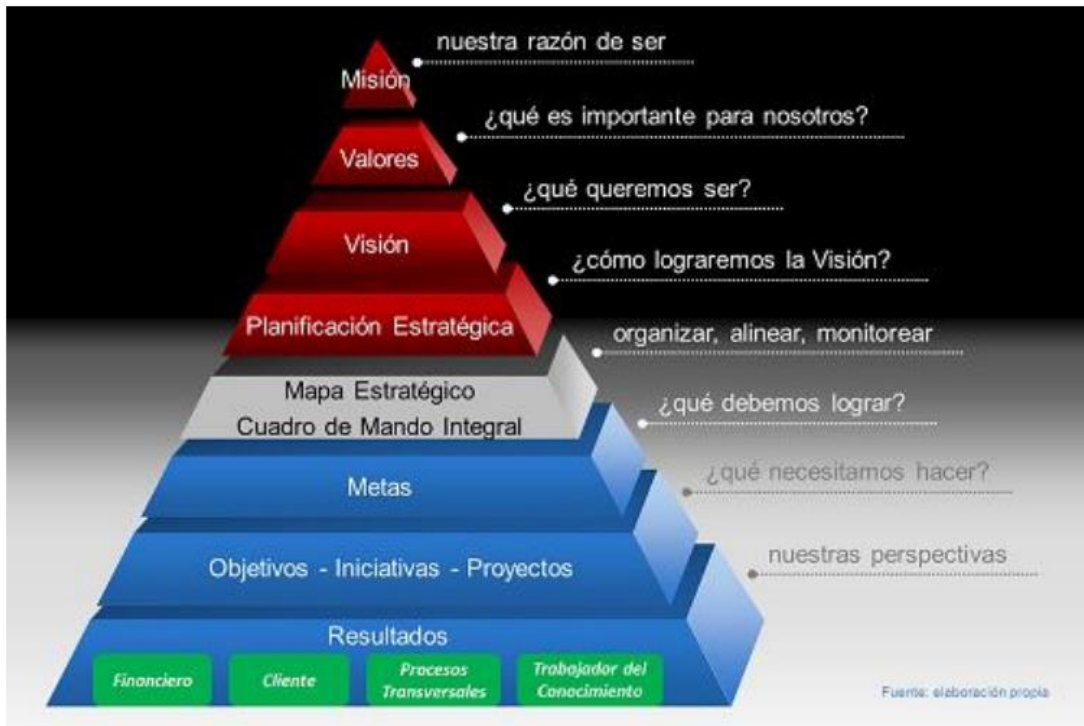 nuestra razón de ser
Misión
¿qué es importante para nosotros?
Valores
¿qué queremos ser?
Visión
¿cómo lograremos la Visión?
Planificación Estratégica
organizar, alinear, monitorear
Mapa Estratégico
Cuadro de Mando Integral
¿qué debemos lograr?
Metas
¿qué necesitamos hacer?
Objetivos - Iniciativas - Proyectos
nuestras perspectivas
Resultados
Financiero
Cliente
Procesos
Transversales
Trabajador del
Conocimiento
Fuente: elaboración propia